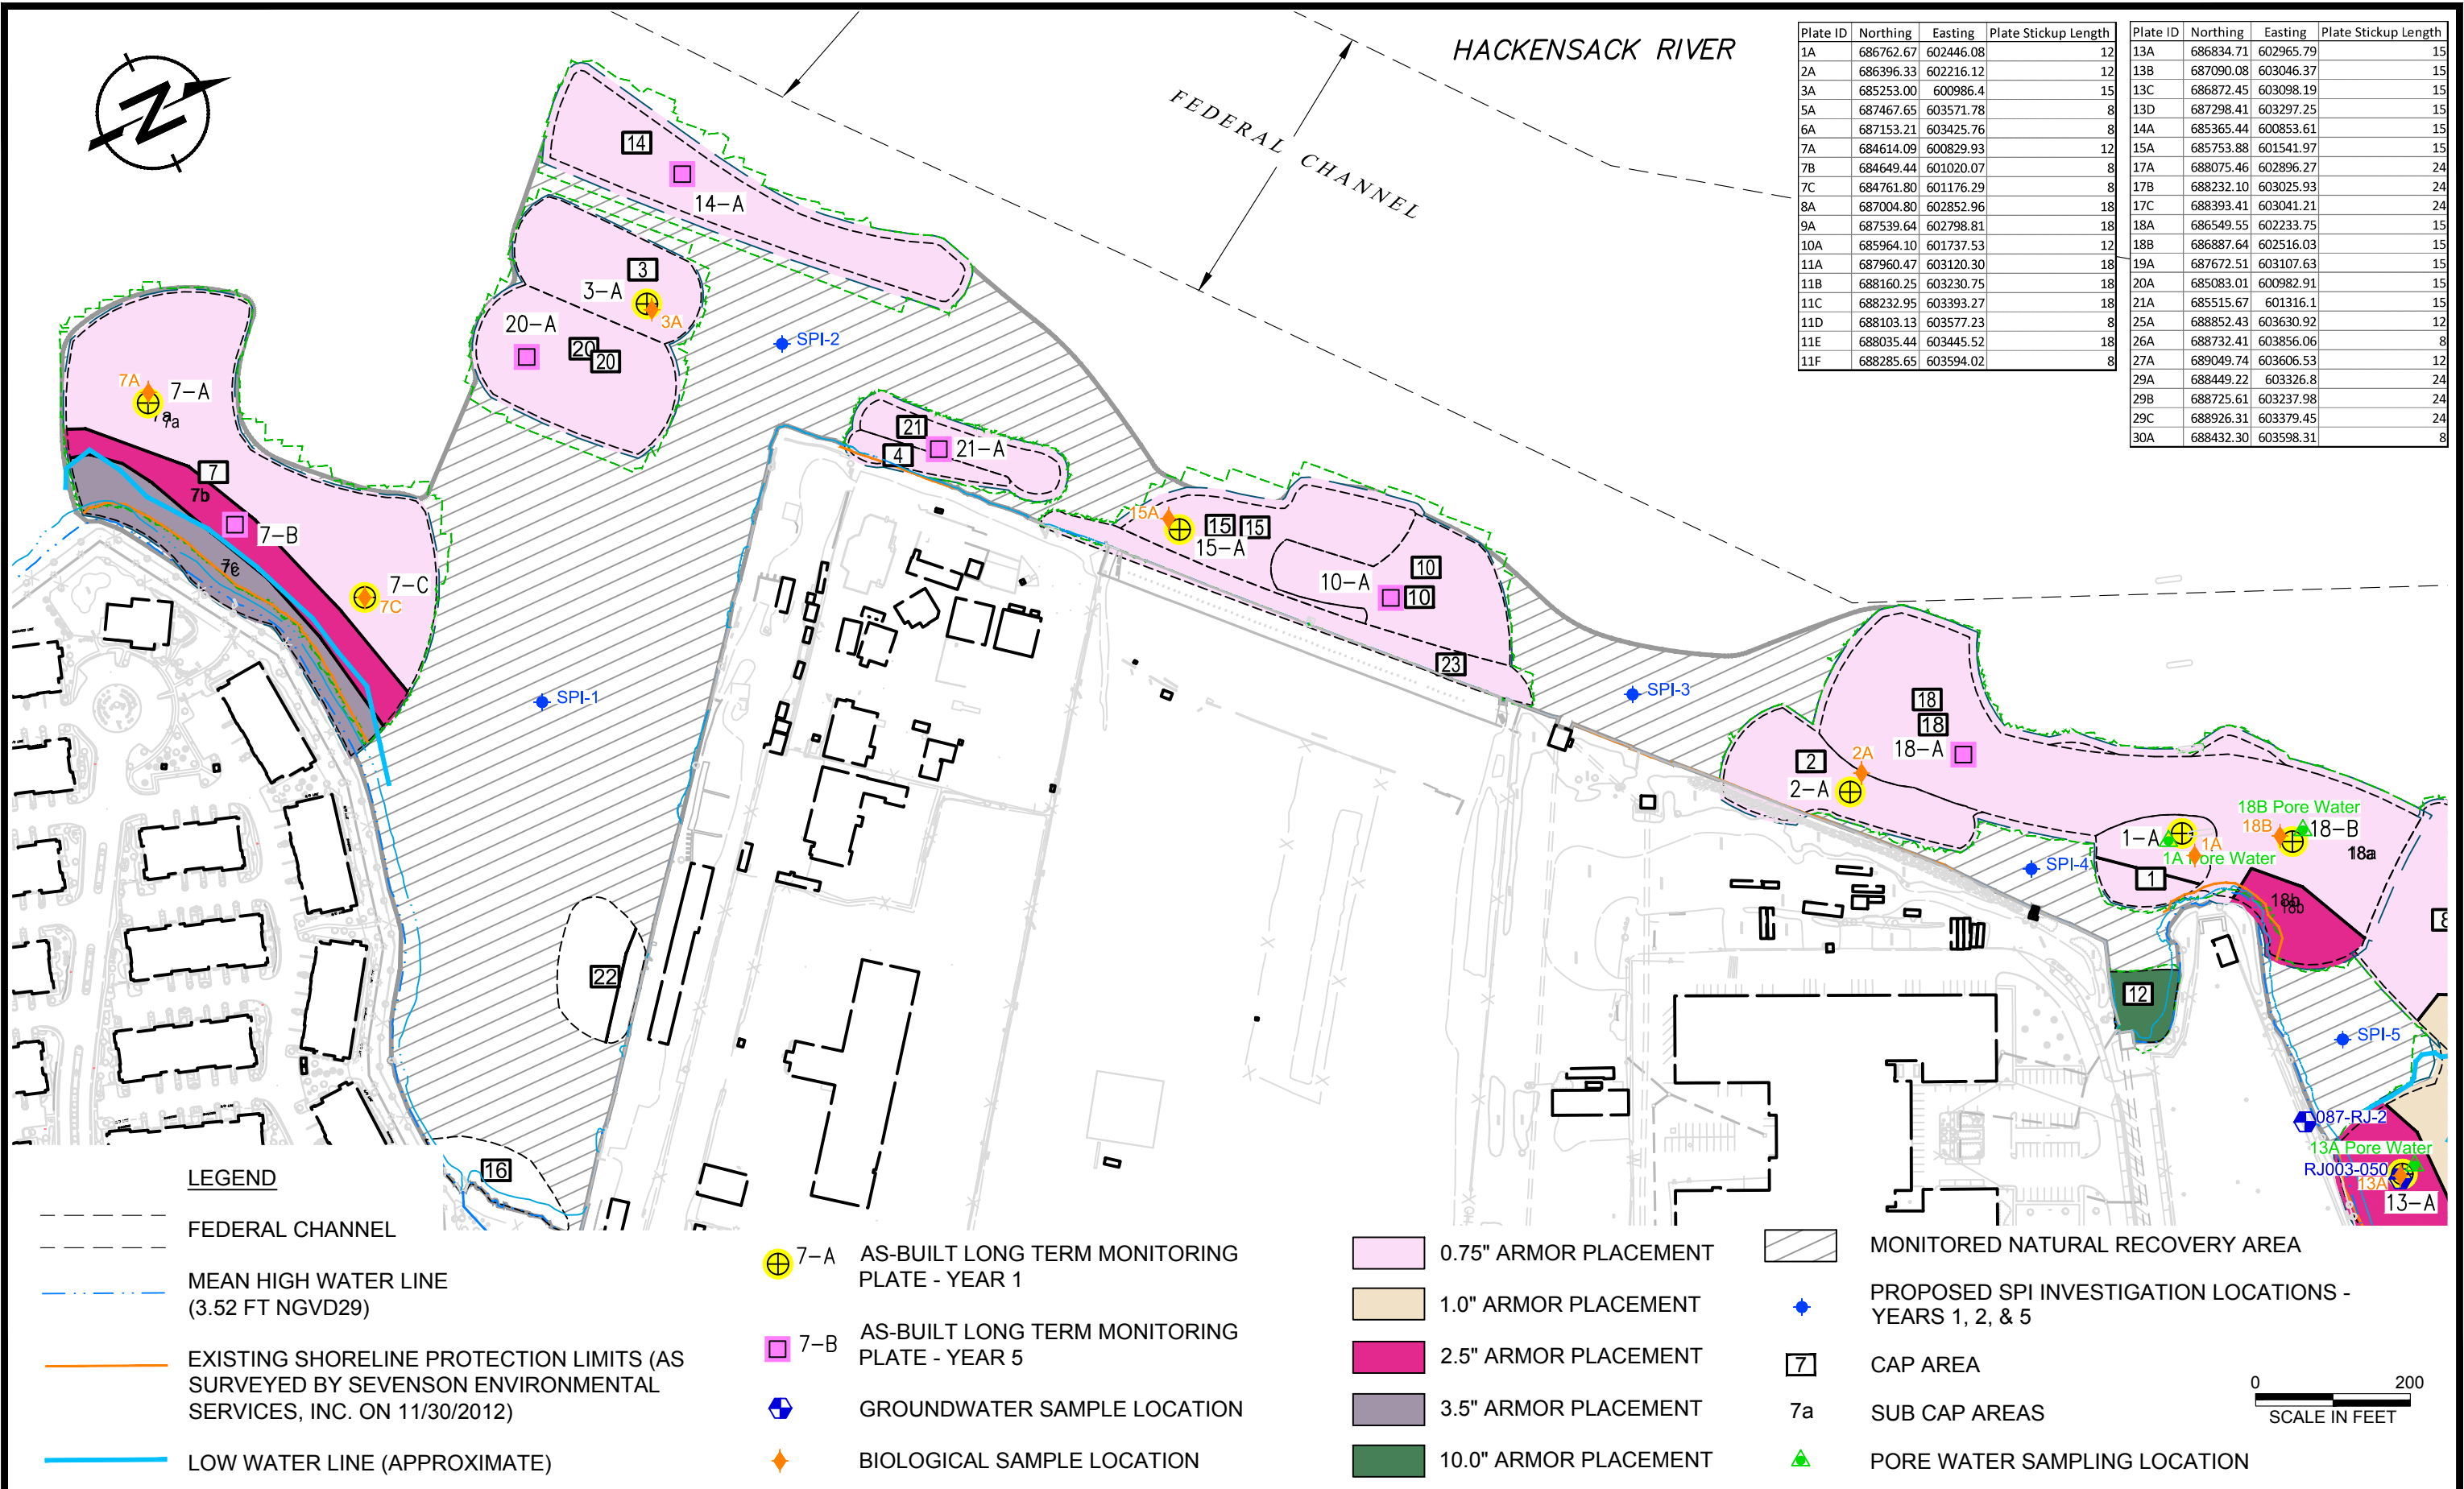 HACKENSACK RIVER
FEDERAL CHANNEL
Z
Plate ID Northing Easting Plate Stickup Length
1A 686762.67 602446.08 12
2A 686396.33 602216.12 12
3A 685253.00 600986.4 15
5A 687467.65 603571.78 8
6A 687153.21 603425.76 8
7A 684614.09 600829.93 12
7B 684649.44 601020.07 8
7C 684761.80 601176.29 8
8A 687004.80 602852.96 18
9A 687539.64 602798.81 18
10A 685964.10 601737.53 12
11A 687960.47 603120.30 18
11B 688160.25 603230.75 18
11C 688232.95 603393.27 18
11D 688103.13 603577.23 8
11E 688035.44 603445.52 18
11F 688285.65 603594.02 8
Plate ID Northing Easting Plate Stickup Length
13A 686834.71 602965.79 15
13B 687090.08 603046.37 15
13C 686872.45 603098.19 15
13D 687298.41 603297.25 15
14A 685365.44 600853.61 15
15A 685753.88 601541.97 15
17A 688075.46 602896.27 24
17B 688232.10 603025.93 24
17C 688393.41 603041.21 24
18A 686549.55 602233.75 15
18B 686887.64 602516.03 15
19A 687672.51 603107.63 15
20A 685083.01 600982.91 15
21A 685515.67 601316.1 15
25A 688852.43 603630.92 12
26A 688732.41 603856.06 8
27A 689049.74 603606.53 12
29A 688449.22 603326.8 24
29B 688725.61 603237.98 24
29C 688926.31 603379.45 24
30A 688432.30 603598.31 8
14
14-A
3
3-A
3A
20-A
20
20
SPI-2
7A
7-A
7a
7
7b
7-B
7c
7-C
7C
SPI-1
21
21-A
4
15A
15
15
15-A
10
10-A
10
23
SPI-3
18
18
18-A
2
2A
2-A
18B Pore Water
18B
18-B
18a
1-A
1A
1A Pore Water
1
SPI-4
18b
18b
12
SPI-5
22
16
087-RJ-2
13A Pore Water
RJ003-050
13A
13-A
LEGEND
FEDERAL CHANNEL
MEAN HIGH WATER LINE
(3.52 FT NGVD29)
EXISTING SHORELINE PROTECTION LIMITS (AS
SURVEYED BY SEVENSON ENVIRONMENTAL
SERVICES, INC. ON 11/30/2012)
LOW WATER LINE (APPROXIMATE)
7-A AS-BUILT LONG TERM MONITORING
PLATE - YEAR 1
7-B AS-BUILT LONG TERM MONITORING
PLATE - YEAR 5
GROUNDWATER SAMPLE LOCATION
BIOLOGICAL SAMPLE LOCATION
0.75" ARMOR PLACEMENT
1.0" ARMOR PLACEMENT
2.5" ARMOR PLACEMENT
3.5" ARMOR PLACEMENT
10.0" ARMOR PLACEMENT
MONITORED NATURAL RECOVERY AREA
PROPOSED SPI INVESTIGATION LOCATIONS -
YEARS 1, 2, & 5
7 CAP AREA
7a SUB CAP AREAS
PORE WATER SAMPLING LOCATION
0 200
SCALE IN FEET